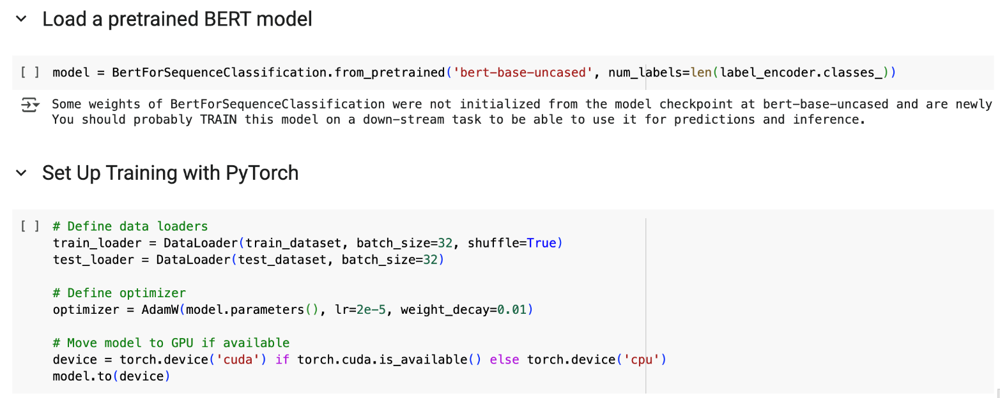 Load a pretrained BERT model
[ ] model = BertForSequenceClassification.from_pretrained('bert-base-uncased', num_labels=len(label_encoder.classes_))
Some weights of BertForSequenceClassification were not initialized from the model checkpoint at bert-base-uncased and are newly
You should probably TRAIN this model on a down-stream task to be able to use it for predictions and inference.
Set Up Training with PyTorch
[ ] # Define data loaders
train_loader = DataLoader(train_dataset, batch_size=32, shuffle=True)
test_loader = DataLoader(test_dataset, batch_size=32)
# Define optimizer
optimizer = AdamW(model.parameters(), lr=2e-5, weight_decay=0.01)
# Move model to GPU if available
device = torch.device('cuda') if torch.cuda.is_available() else torch.device('cpu')
model.to(device)